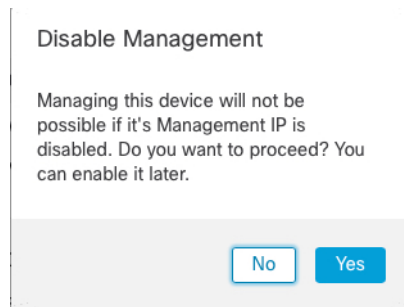 Disable Management
Managing this device will not be
possible if it's Management IP is
disabled. Do you want to proceed? You
can enable it later.
No
Yes